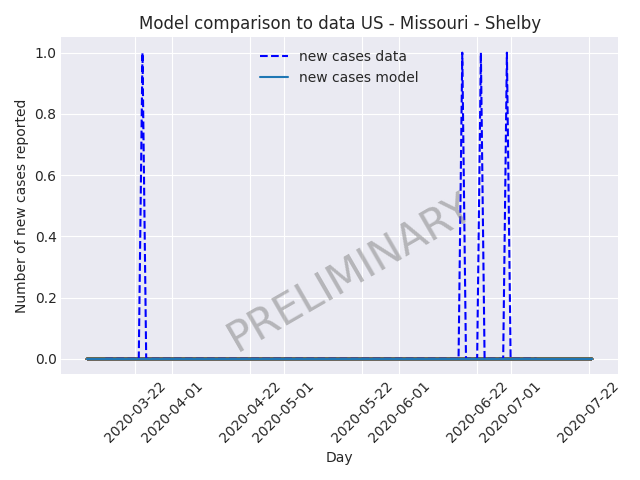 Model comparison to data US - Missouri - Shelby
new cases data
new cases model
Number of new cases reported
1.0
0.8
0.6
0.4
0.2
0.0
PRELIMINARY
2020-03-22
2020-04-01
2020-04-22
2020-05-01
2020-05-22
2020-06-01
2020-06-22
2020-07-01
2020-07-22
Day